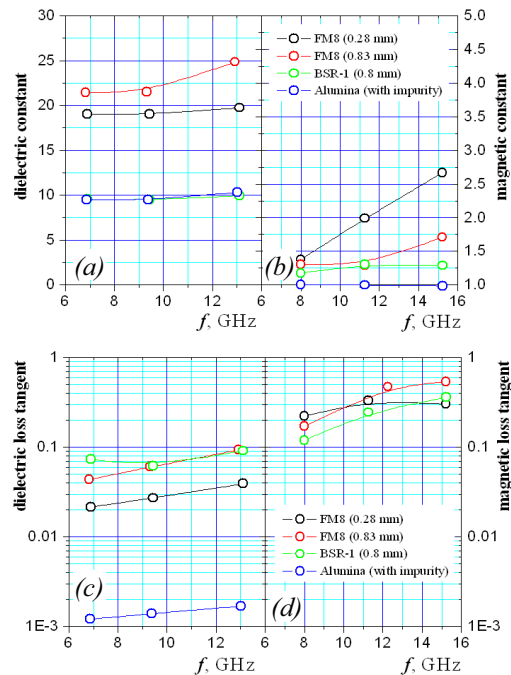 30
25
20
15
10
5
0
dielectric constant
(a)
6 8 10 12 14
FM8 (0.28 mm)
FM8 (0.83 mm)
BSR-1 (0.8 mm)
Alumina (with impurity)
5.0
4.5
4.0
3.5
3.0
2.5
2.0
1.5
1.0
magnetic constant
(b)
6 8 10 12 14 16
f, GHz
f, GHz
1
0.1
0.01
1E-3
dielectric loss tangent
(c)
6 8 10 12 14
FM8 (0.28 mm)
FM8 (0.83 mm)
BSR-1 (0.8 mm)
Alumina (with impurity)
1
0.1
0.01
1E-3
magnetic loss tangent
(d)
6 8 10 12 14 16
f, GHz
f, GHz